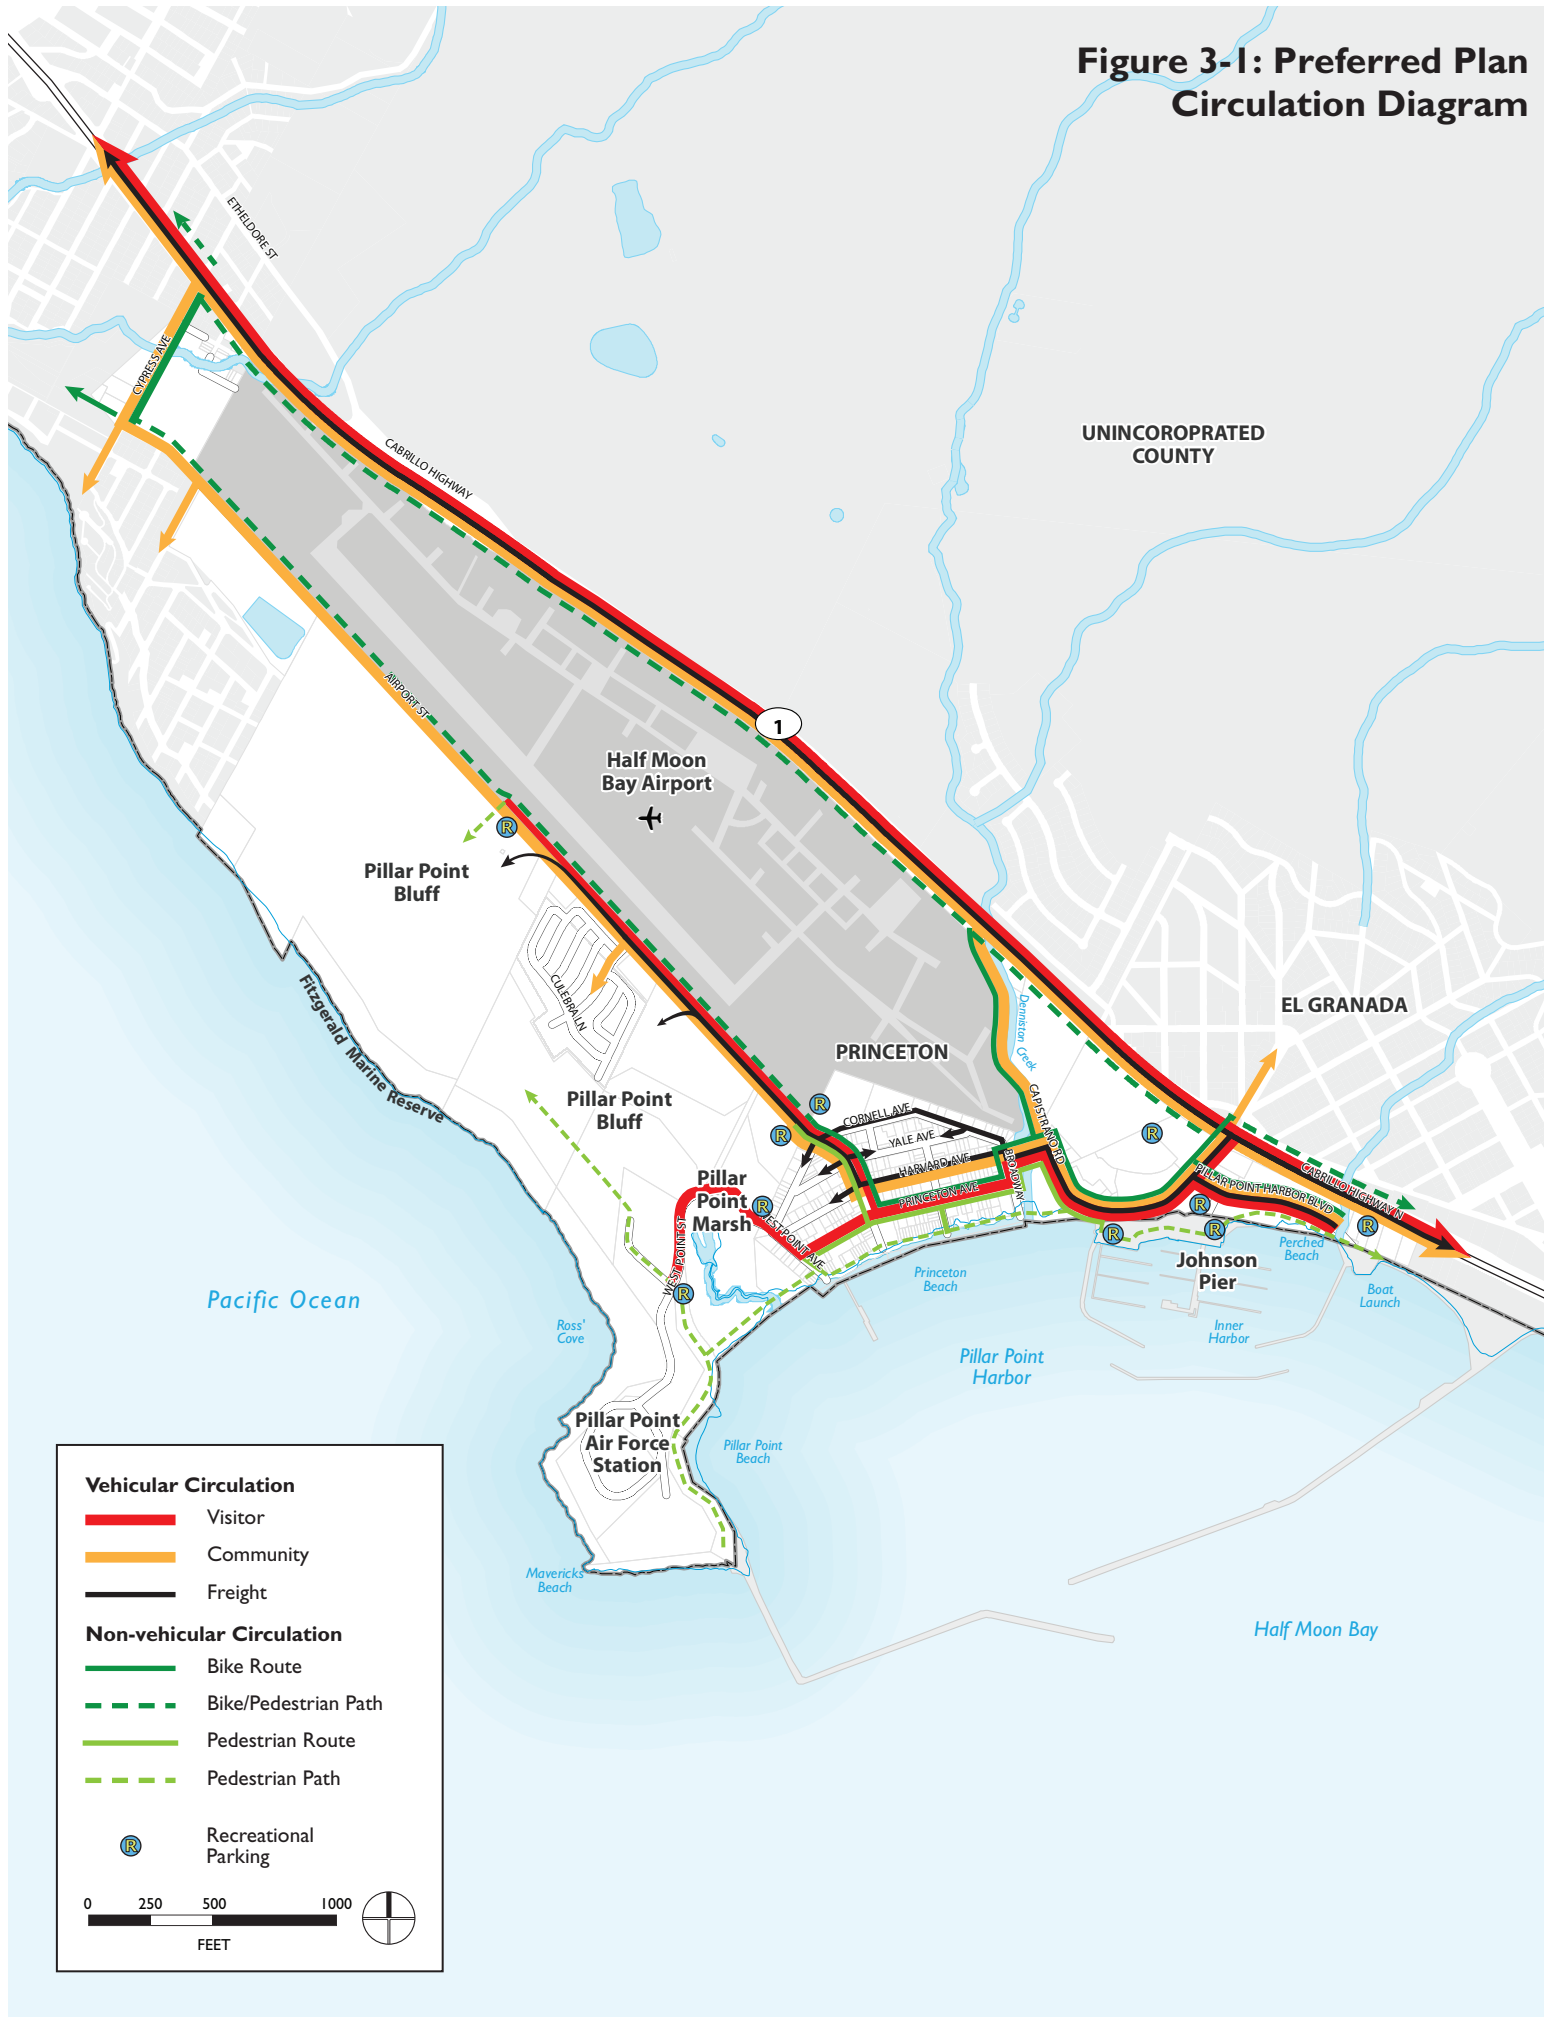 Figure 3-1: Preferred Plan
Circulation Diagram
ETHELDORE ST
CYPRESS AVE
CABRILLO HIGHWAY
UNINCOROPRATED
COUNTY
AIRPORT ST
1
Half Moon
Bay Airport
R
Pillar Point
Bluff
CULEBRA LN
Fitzgerald Marine Reserve
Denniston Creek
EL GRANADA
PRINCETON
Pillar Point
Bluff
R
R
R
CORNELL AVE
YALE AVE
HARVARD AVE
PRINCETON AVE
BROADWAY
CAPISTRANO RD
PILLAR POINT HARBOR BLVD
CABRILLO HIGHWAY N
Pillar
Point
Marsh
R
WEST POINT AVE
WEST POINT ST
R
R
R
R
R
Perched
Beach
Johnson
Pier
Princeton
Beach
Boat
Launch
Pacific Ocean
Ross'
Cove
Inner
Harbor
Pillar Point
Harbor
Pillar Point
Air Force
Station
Pillar Point
Beach
Mavericks
Beach
Half Moon Bay
Vehicular Circulation
Visitor
Community
Freight
Non-vehicular Circulation
Bike Route
Bike/Pedestrian Path
Pedestrian Route
Pedestrian Path
R
Recreational
Parking
0 250 500 1000
FEET